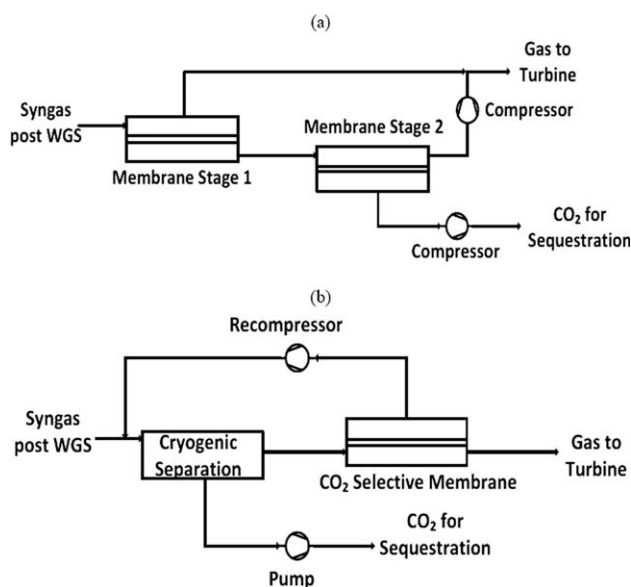 (a)
Gas to
Turbine
Syngas
post WGS
Membrane Stage 2
Compressor
Membrane Stage 1
CO₂ for
Sequestration
Compressor
(b)
Recompressor
Syngas
post WGS
Cryogenic
Separation
Gas to
Turbine
CO₂ Selective Membrane
CO₂ for
Sequestration
Pump